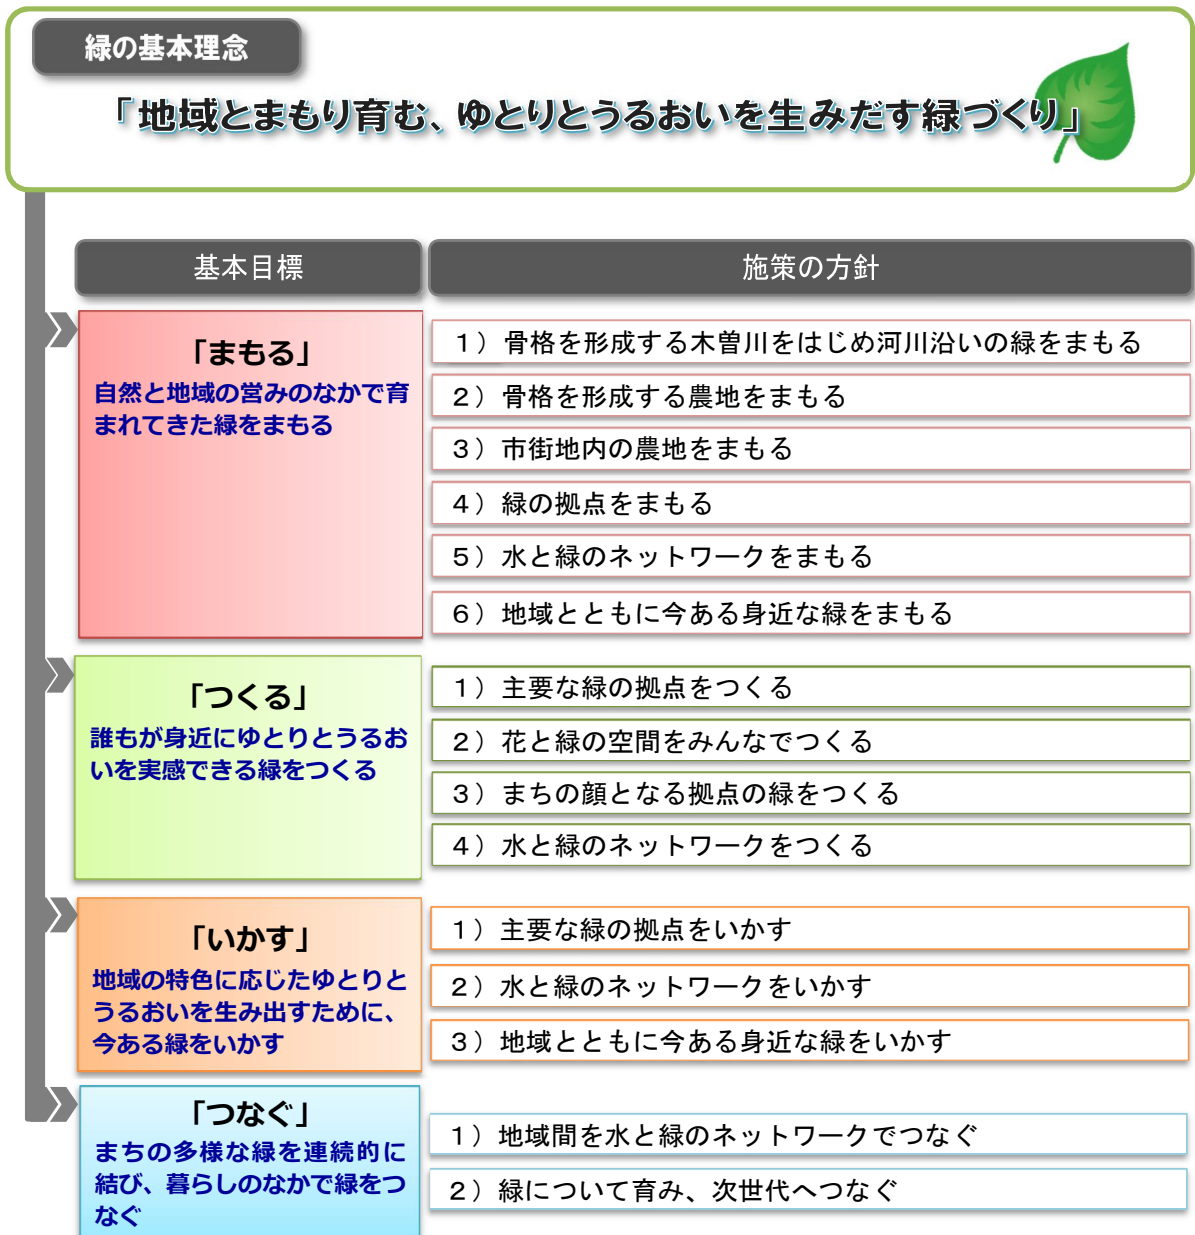 緑の基本理念
「地域とまもり育む、ゆとりとうるおいを生みだす緑づくり」
基本目標
施策の方針
「まもる」
自然と地域の営みのなかで育
まれてきた緑をまもる
1）骨格を形成する木曽川をはじめ河川沿いの緑をまもる
2）骨格を形成する農地をまもる
3）市街地内の農地をまもる
4）緑の拠点をまもる
5）水と緑のネットワークをまもる
6）地域とともに今ある身近な緑をまもる
「つくる」
誰もが身近にゆとりとうるお
いを実感できる緑をつくる
1）主要な緑の拠点をつくる
2）花と緑の空間をみんなでつくる
3）まちの顔となる拠点の緑をつくる
4）水と緑のネットワークをつくる
「いかす」
地域の特色に応じたゆとりと
うるおいを生み出すために、
今ある緑をいかす
1）主要な緑の拠点をいかす
2）水と緑のネットワークをいかす
3）地域とともに今ある身近な緑をいかす
「つなぐ」
まちの多様な緑を連続的に
結び、暮らしのなかで緑をつ
なぐ
1）地域間を水と緑のネットワークでつなぐ
2）緑について育み、次世代へつなぐ